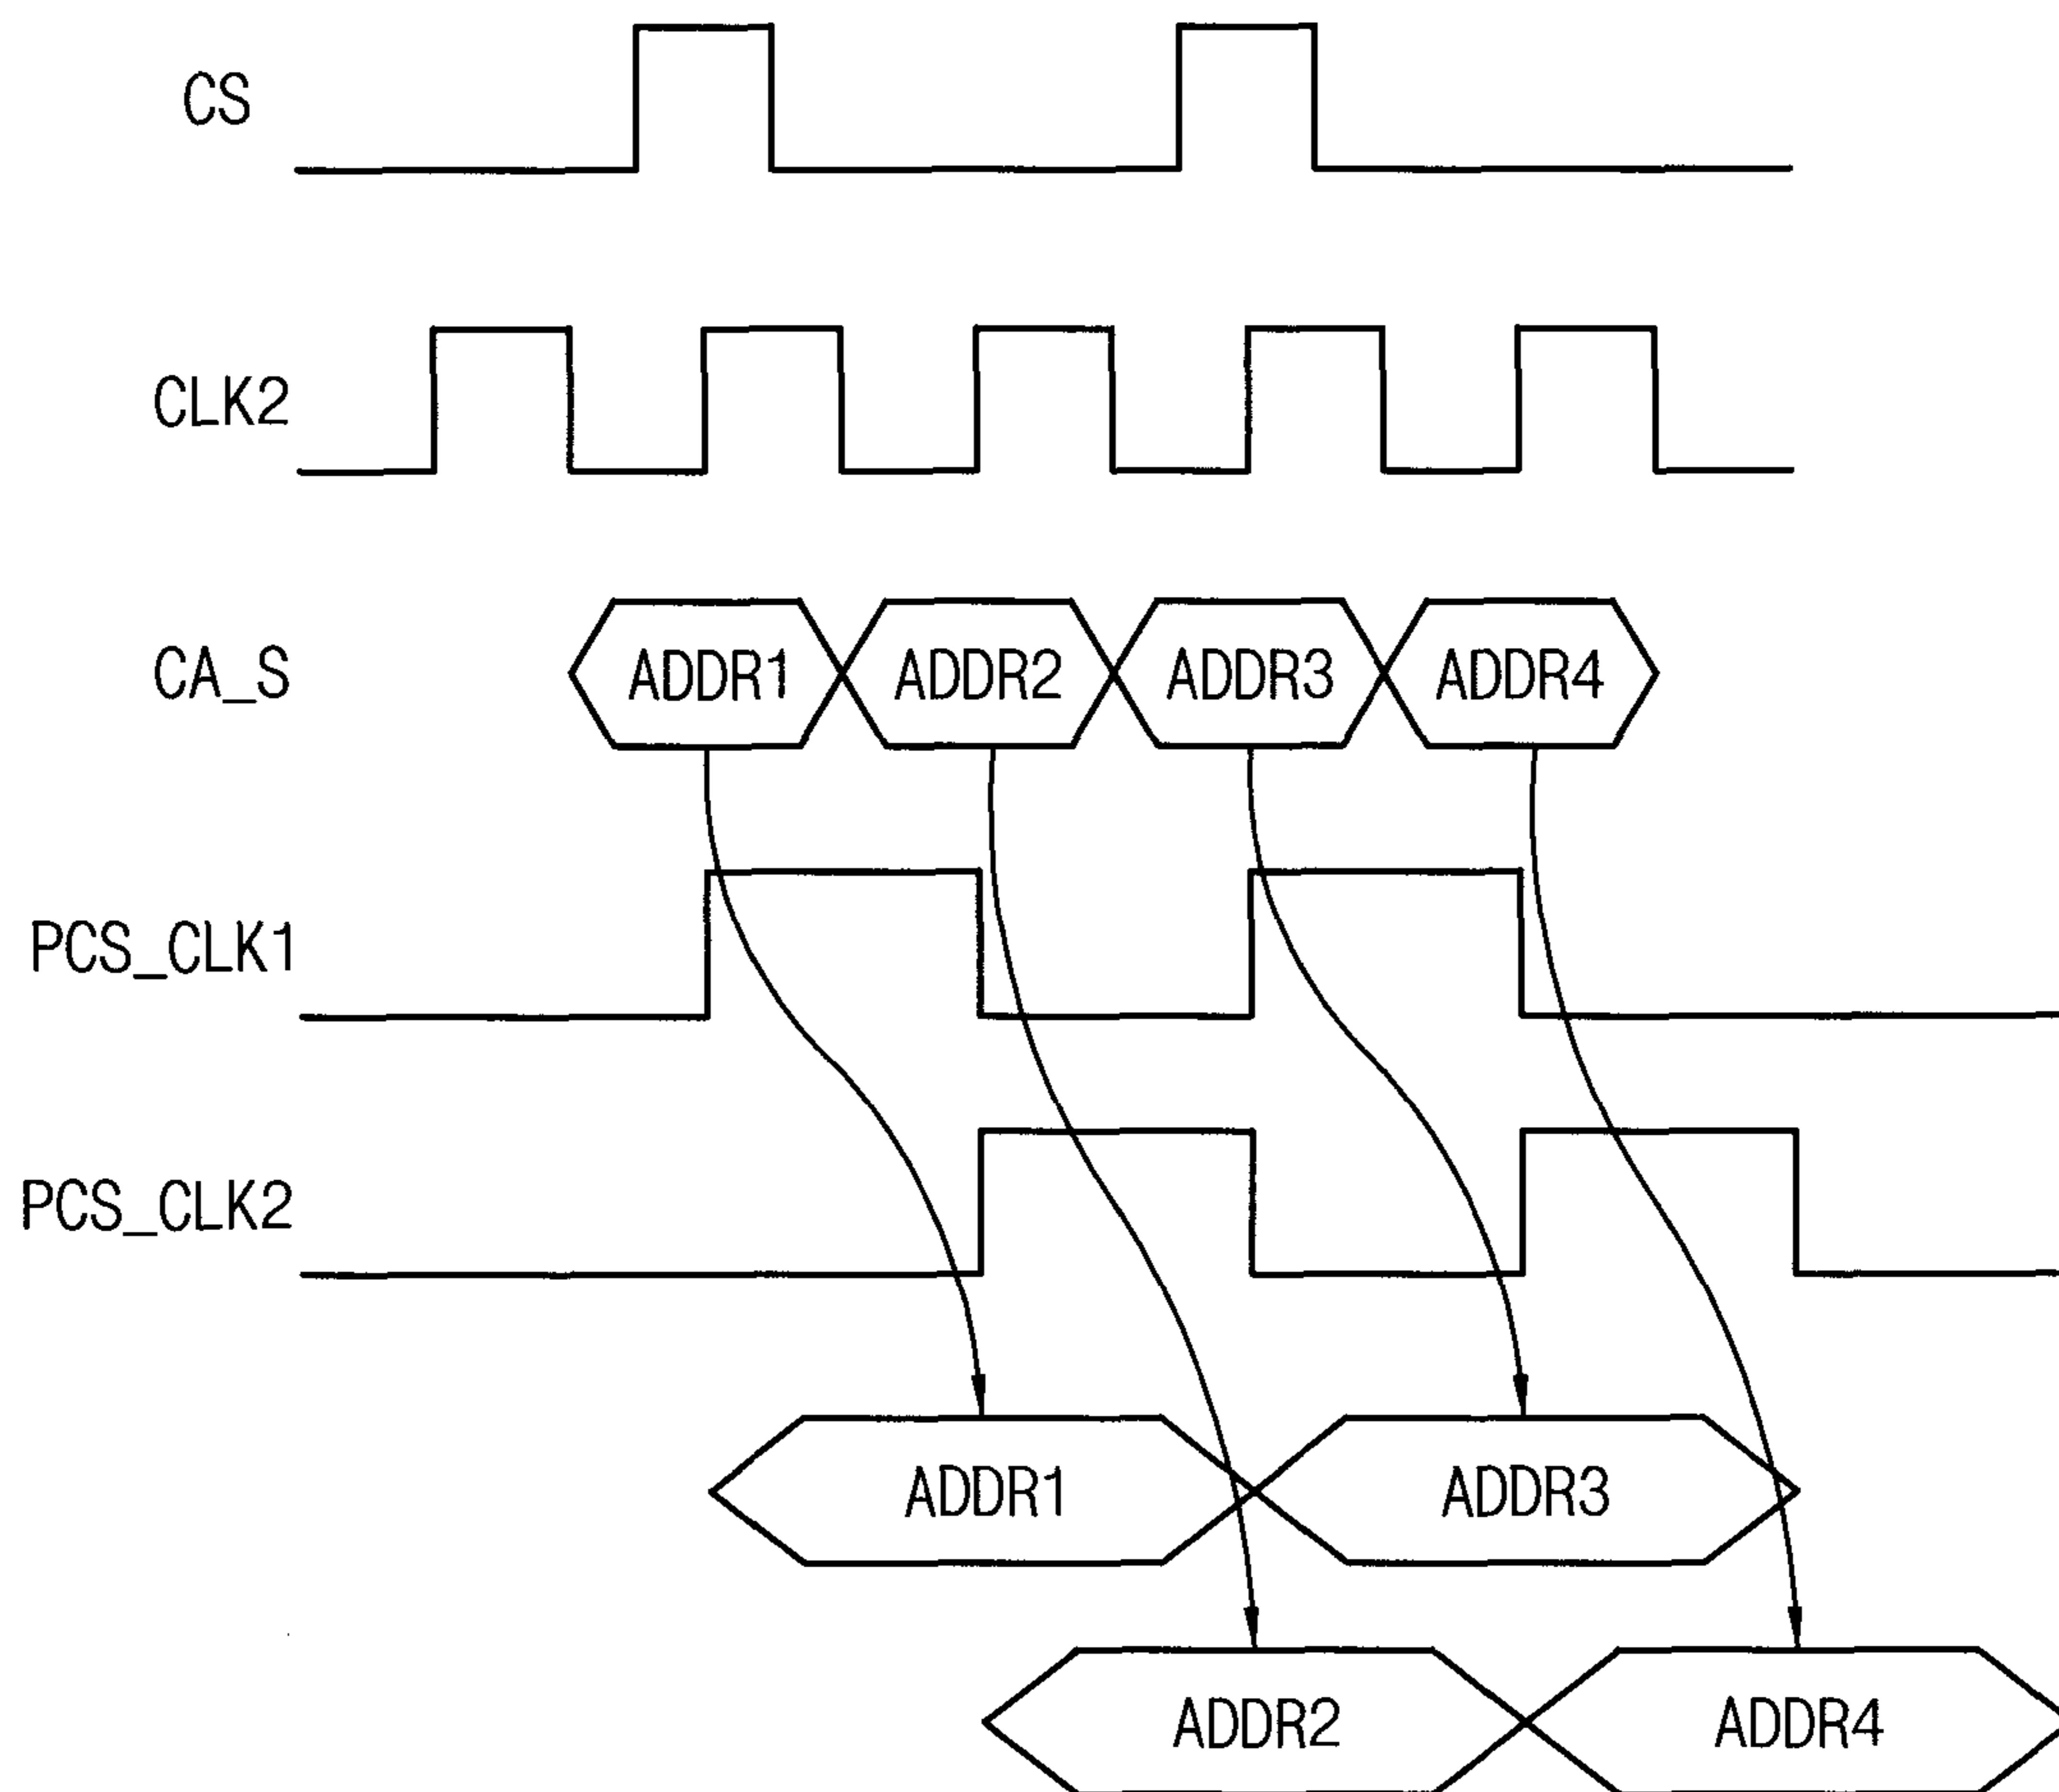 CS
CLK2
CA_S
ADDR1 ADDR2 ADDR3 ADDR4
PCS_CLK1
PCS_CLK2
ADDR1 ADDR3
ADDR2 ADDR4